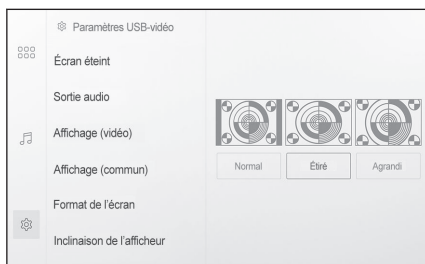 Paramètres USB-vidéo
Écran éteint
Sortie audio
Affichage (vidéo)
Affichage (commun)
Format de l'écran
Inclinaison de l'afficheur
Normal
Étiré
Agrandi